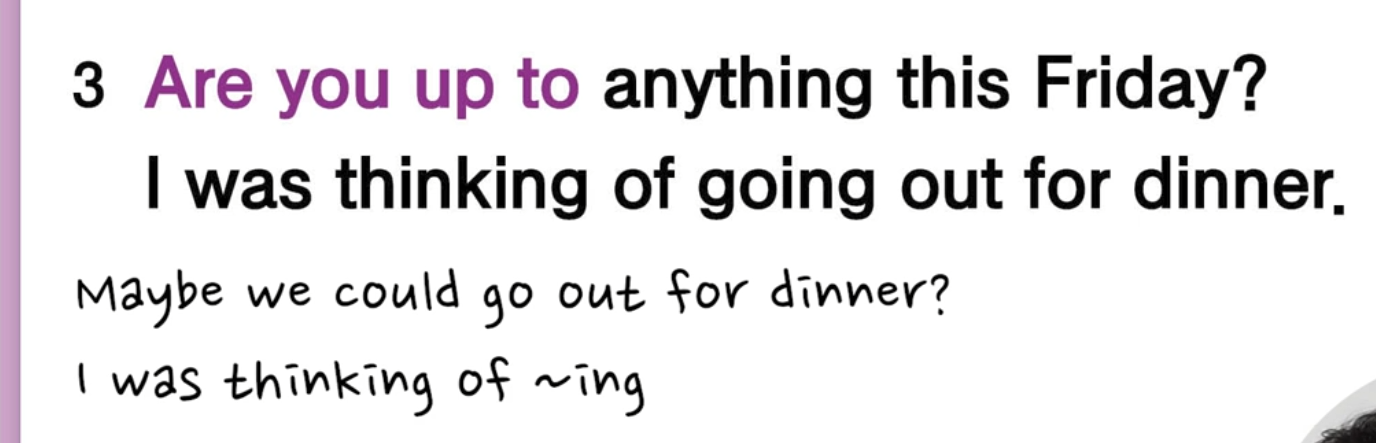 3 Are you up to anything this Friday?
I was thinking of going out for dinner.
Maybe we could go out for dinner?
I was thinking of ~ing